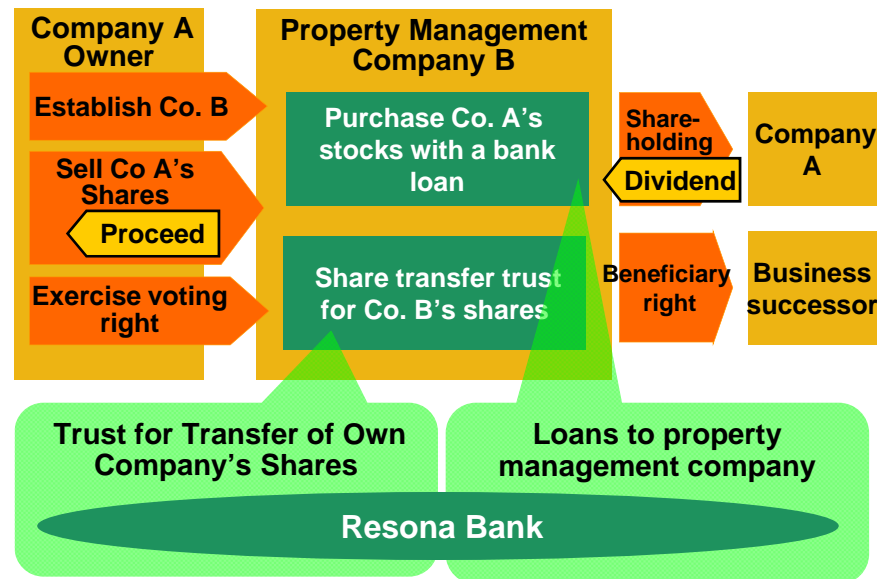 Company A
Owner
Establish Co. B
Sell Co A’s
Shares
Proceed
Exercise voting
right
Property Management
Company B
Purchase Co. A’s
stocks with a bank
loan
Share transfer trust
for Co. B’s shares
Share-
holding
Dividend
Company
A
Beneficiary
right
Business
successor
Trust for Transfer of Own
Company’s Shares
Loans to property
management company
Resona Bank